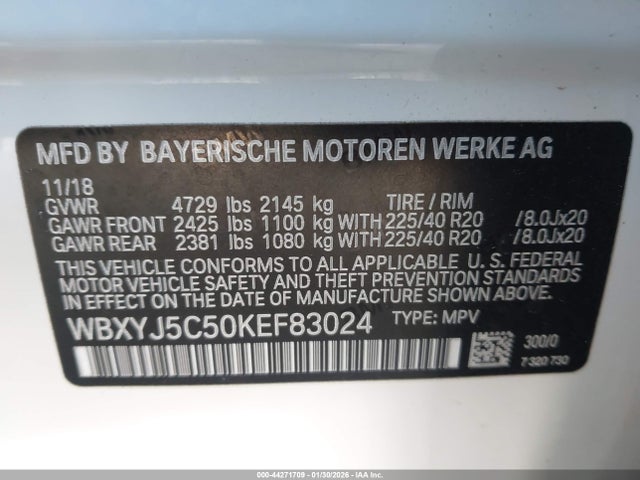 MFD BY BAYERISCHE MOTOREN WERKE AG
11/18
GVWR 4729 lbs 2145 kg TIRE / RIM
GAWR FRONT 2425 lbs 1100 kg WITH 225/40 R20 /8.0Jx20
GAWR REAR 2381 lbs 1080 kg WITH 225/40 R20 /8.0Jx20
THIS VEHICLE CONFORMS TO ALL APPLICABLE U. S. FEDERAL
MOTOR VEHICLE SAFETY AND THEFT PREVENTION STANDARDS
IN EFFECT ON THE DATE OF MANUFACTURE SHOWN ABOVE.
WBXYJ5C50KEF83024 TYPE: MPV
300/0
7 320 730
000-44271709 - 01/30/2026 - IAAI.COM